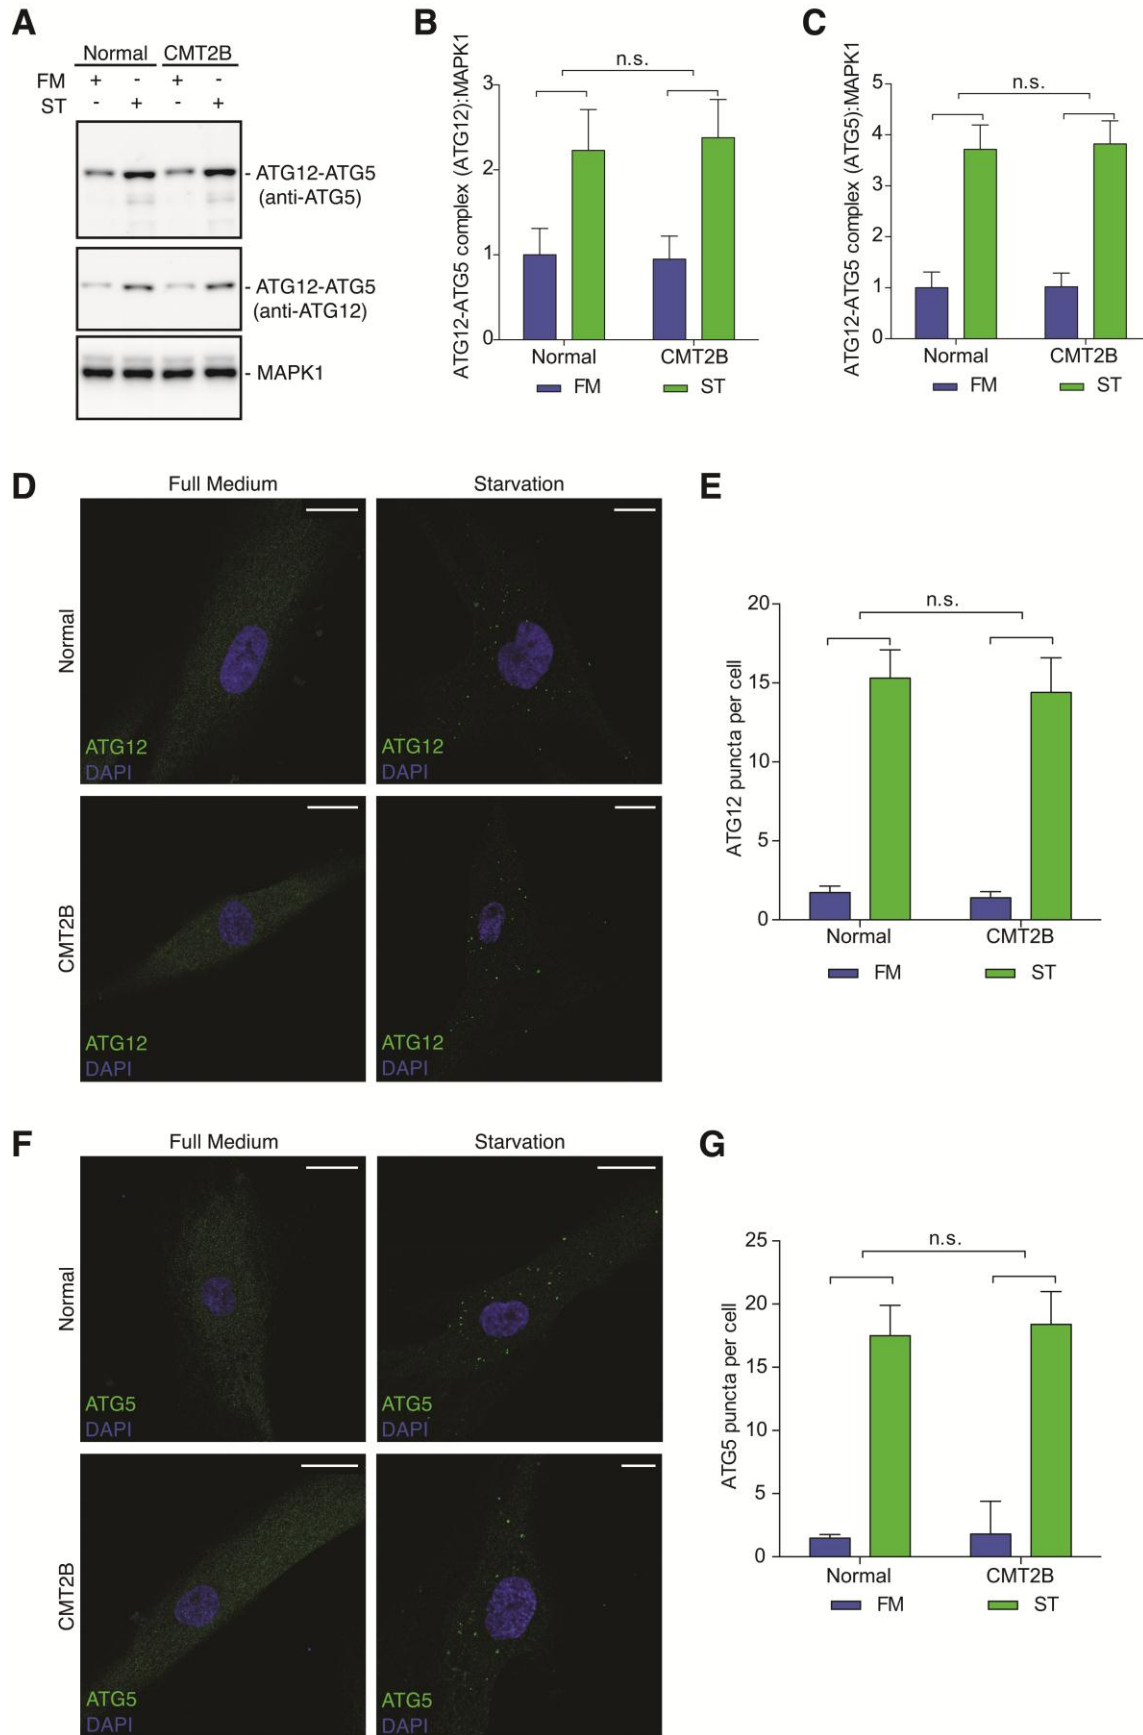 A
Normal CMT2B
FM + - + -
ST - + - +
- ATG12-ATG5
(anti-ATG5)
- ATG12-ATG5
(anti-ATG12)
- MAPK1
B
ATG12-ATG5 complex (ATG12):MAPK1
3
2
1
0
n.s.
Normal CMT2B
FM ST
C
ATG12-ATG5 complex (ATG5):MAPK1
5
4
3
2
1
0
n.s.
Normal CMT2B
FM ST
D
Full Medium Starvation
Normal
ATG12
DAPI
ATG12
DAPI
CMT2B
ATG12
DAPI
ATG12
DAPI
E
ATG12 puncta per cell
20
15
10
5
0
n.s.
Normal CMT2B
FM ST
F
Full Medium Starvation
Normal
ATG5
DAPI
ATG5
DAPI
CMT2B
ATG5
DAPI
ATG5
DAPI
G
ATG5 puncta per cell
25
20
15
10
5
0
n.s.
Normal CMT2B
FM ST